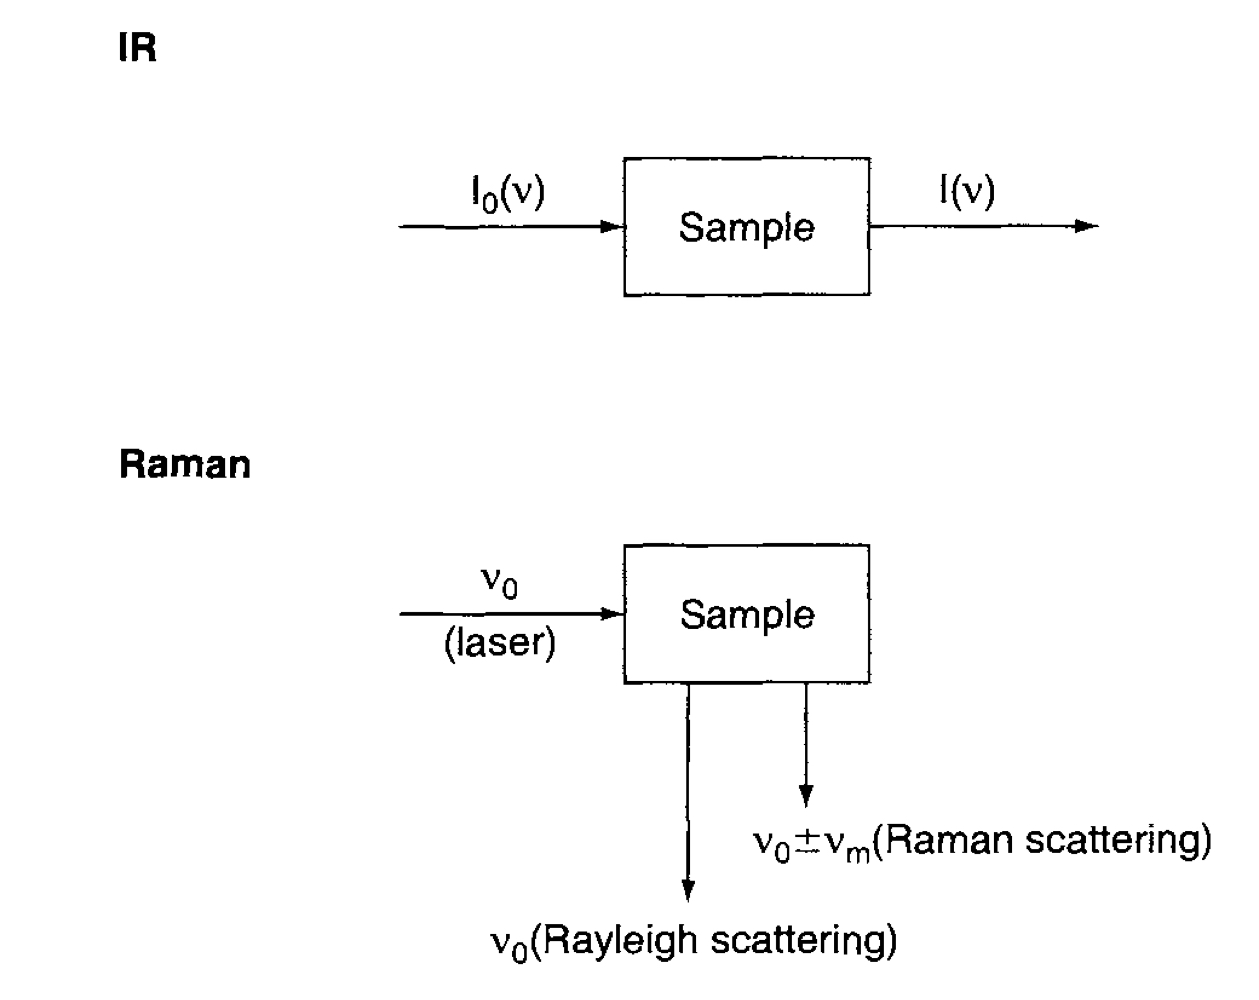 IR
I₀(ν)
Sample
I(ν)
Raman
ν₀
(laser)
Sample
ν₀±νₘ(Raman scattering)
ν₀(Rayleigh scattering)